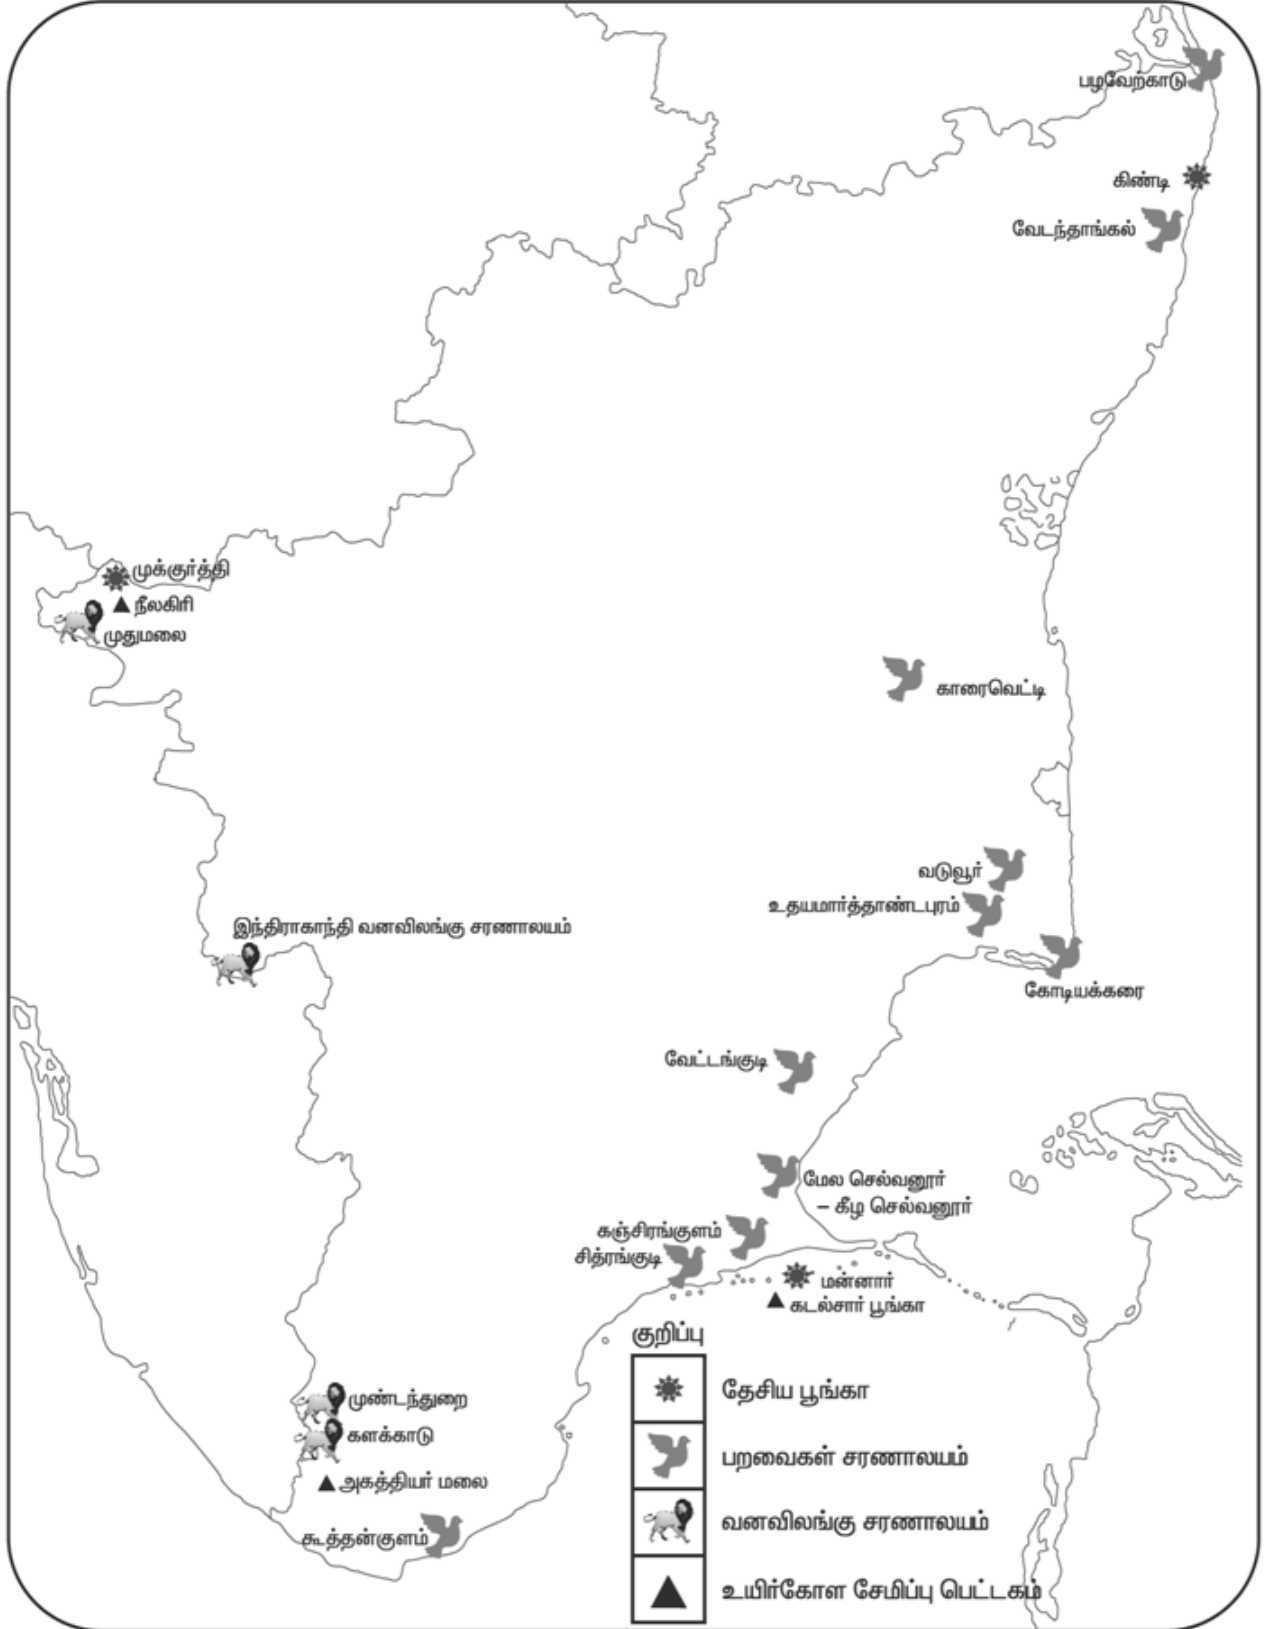 பழவேற்காடு
கிண்டி
வேடந்தாங்கல்
முக்குர்த்தி
நீலகிரி
முதுமலை
காரைவெட்டி
வடுவூர்
உதயமார்த்தாண்டபுரம்
இந்திராகாந்தி வனவிலங்கு சரணாலயம்
கோடியக்கரை
வேட்டங்குடி
மேல செல்வனூர்
– கீழ செல்வனூர்
கஞ்சிரங்குளம்
சித்ரங்குடி
மன்னார்
கடல்சார் பூங்கா
குறிப்பு
தேசிய பூங்கா
பறவைகள் சரணாலயம்
வனவிலங்கு சரணாலயம்
உயிர்கோள சேமிப்பு பெட்டகம்
முண்டந்துறை
களக்காடு
அகத்தியர் மலை
கூத்தன்குளம்